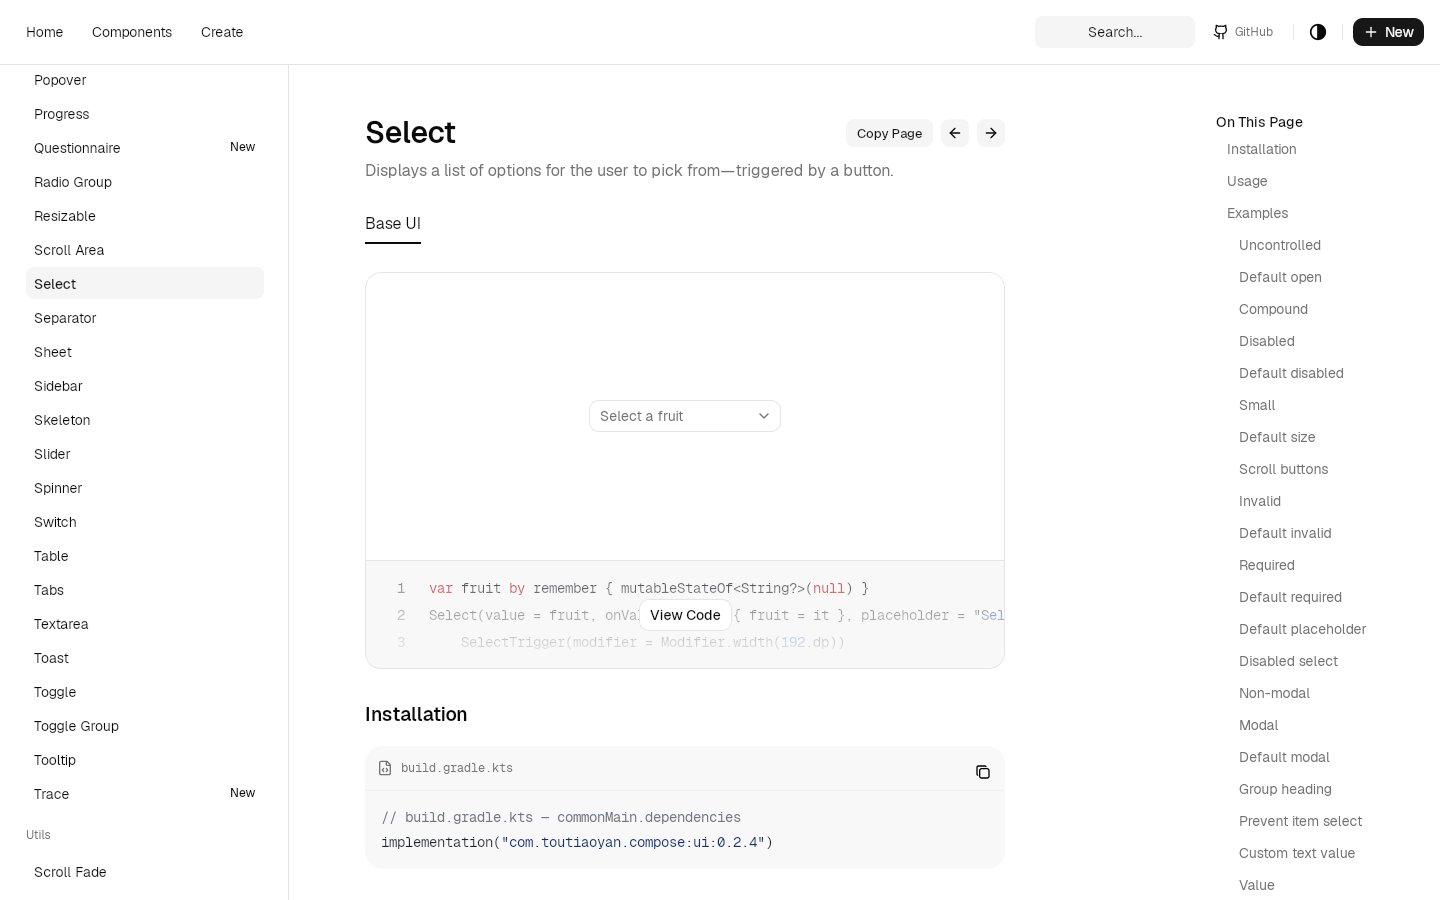 Home
Components
Create
Search...
GitHub
New
Popover
Progress
Questionnaire New
Radio Group
Resizable
Scroll Area
Select
Separator
Sheet
Sidebar
Skeleton
Slider
Spinner
Switch
Table
Tabs
Textarea
Toast
Toggle
Toggle Group
Tooltip
Trace New
Utils
Scroll Fade
Select
Copy Page
Displays a list of options for the user to pick from—triggered by a button.
Base UI
Select a fruit
1 var fruit by remember { mutableStateOf<String?>(null) }
2 Select(value = fruit, onVa { fruit = it }, placeholder = "Sel
View Code
3 SelectTrigger(modifier = Modifier.width(192.dp))
Installation
build.gradle.kts
// build.gradle.kts — commonMain.dependencies
implementation("com.toutiaoyan.compose:ui:0.2.4")
On This Page
Installation
Usage
Examples
Uncontrolled
Default open
Compound
Disabled
Default disabled
Small
Default size
Scroll buttons
Invalid
Default invalid
Required
Default required
Default placeholder
Disabled select
Non-modal
Modal
Default modal
Group heading
Prevent item select
Custom text value
Value